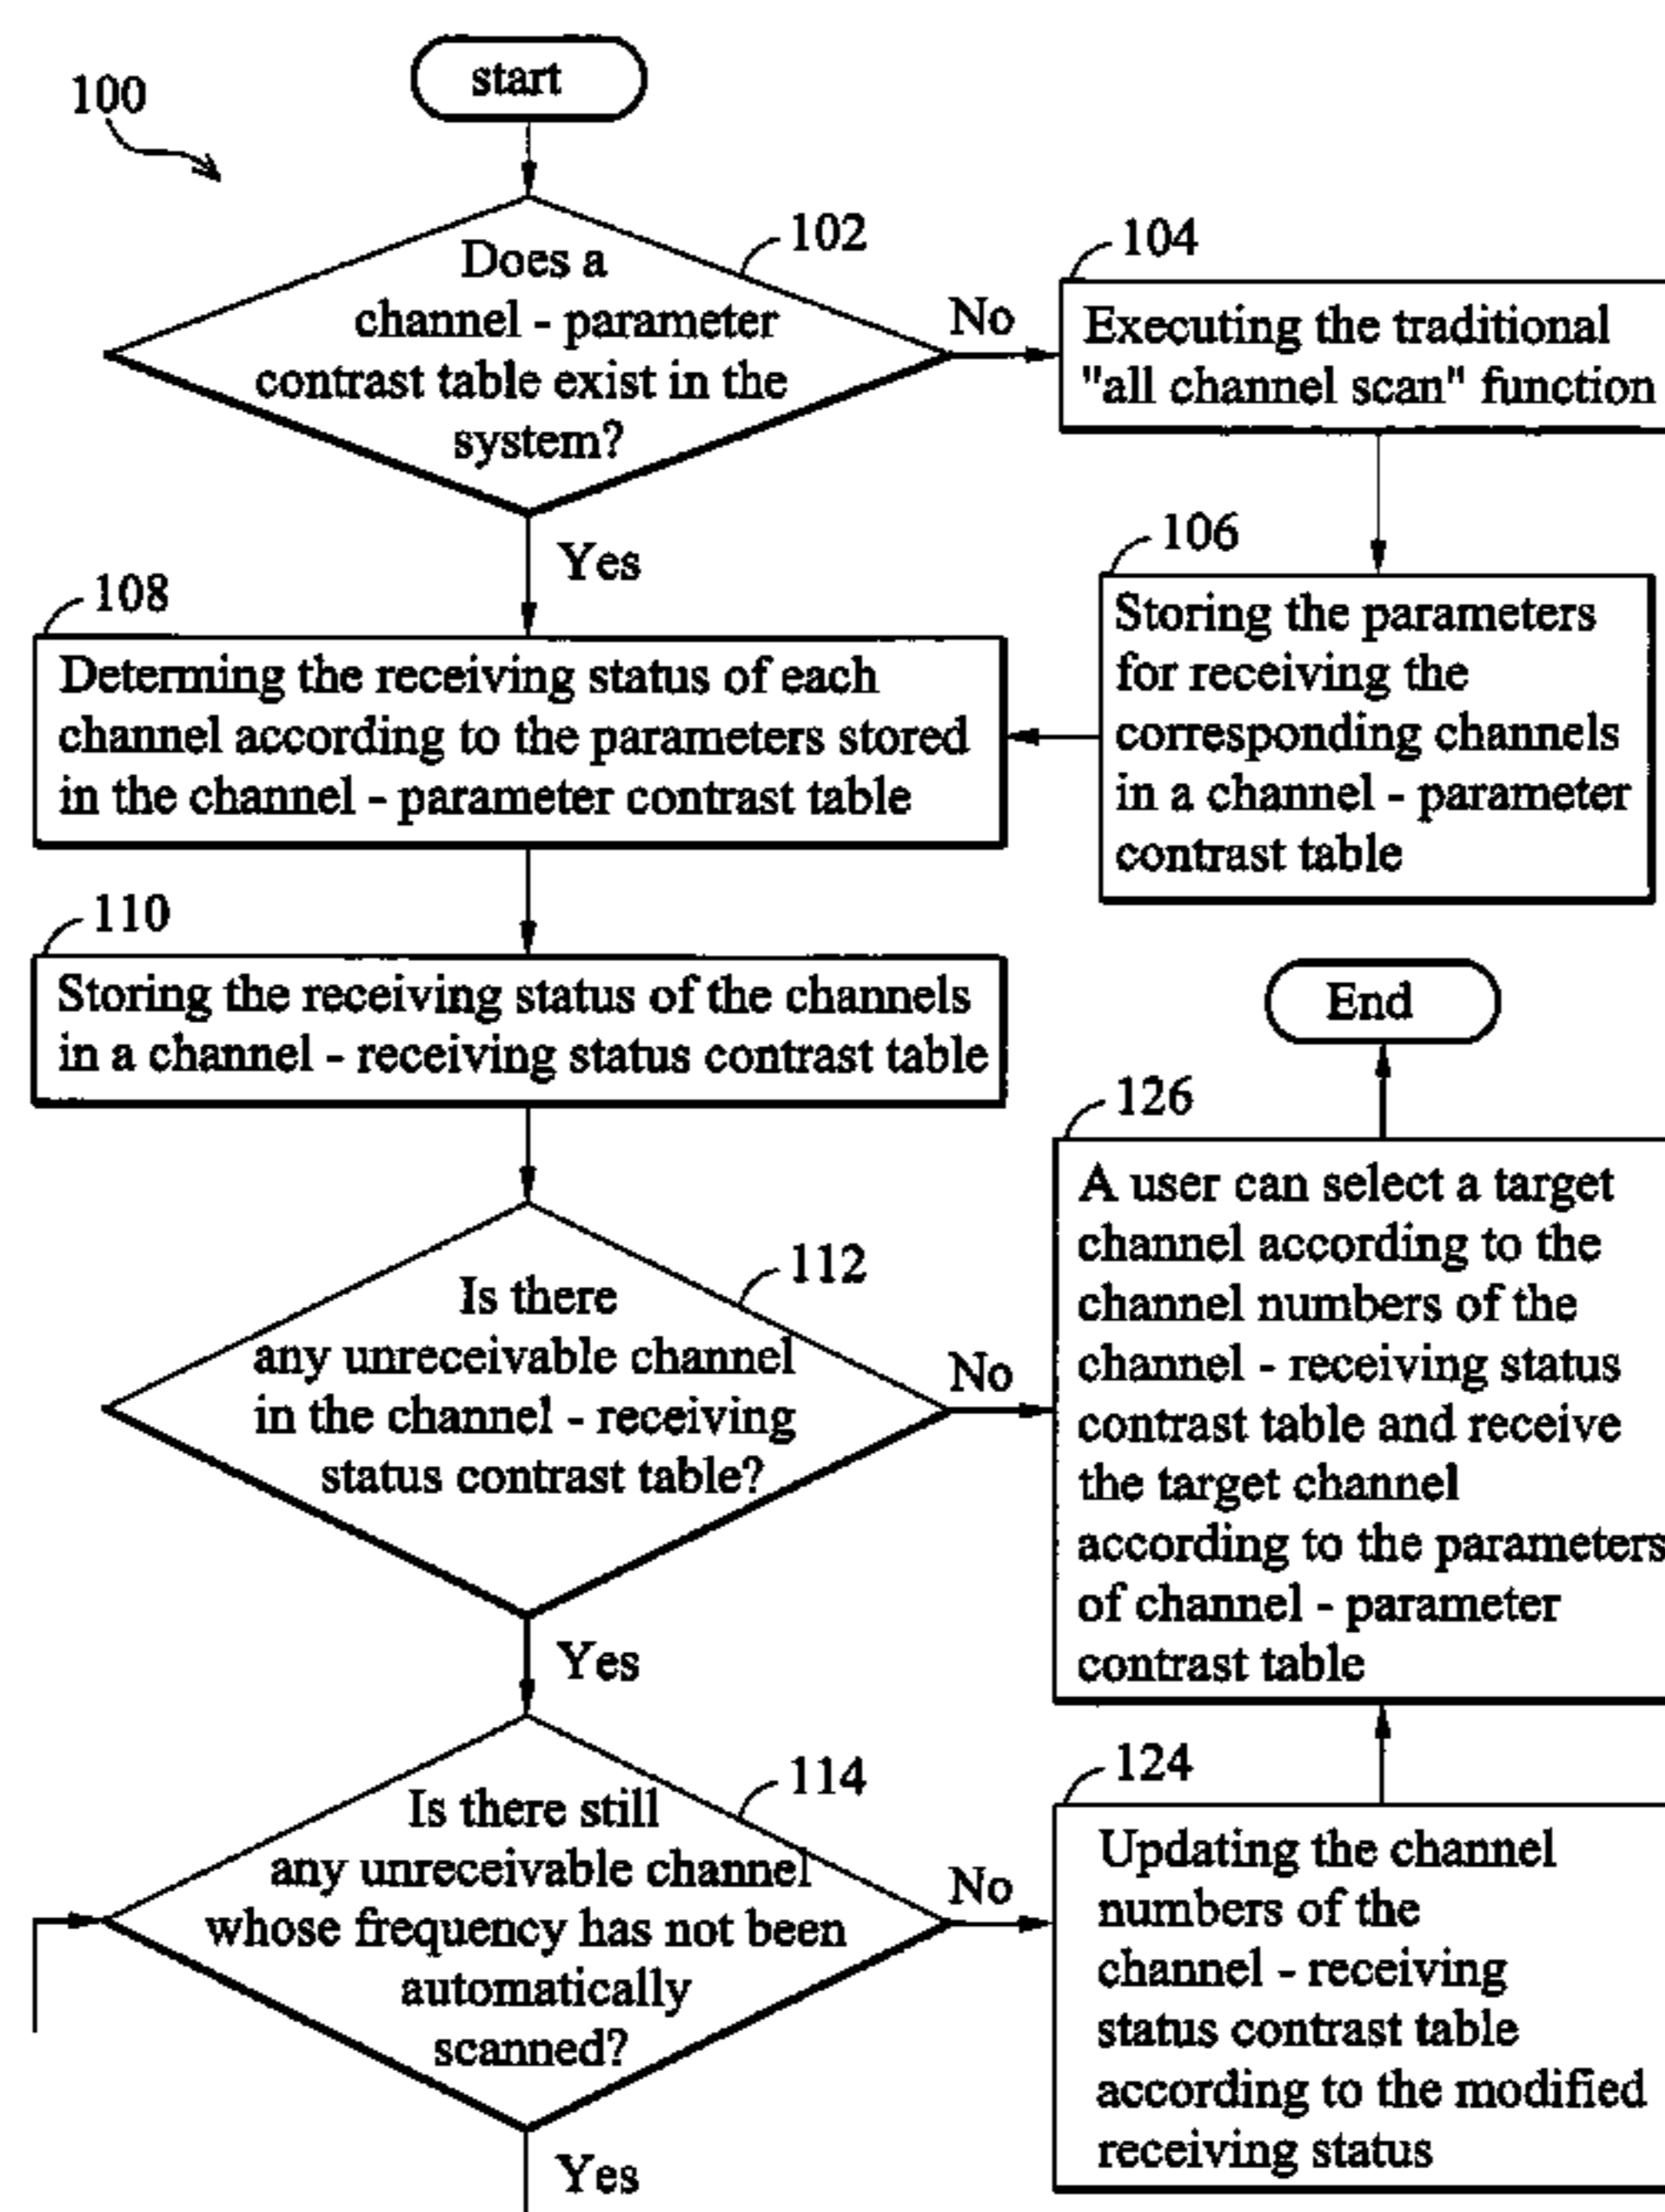 start
100
102
Does a
channel - parameter
contrast table exist in the
system?
No
104
Executing the traditional
"all channel scan" function
Yes
106
Storing the parameters
for receiving the
corresponding channels
in a channel - parameter
contrast table
108
Determing the receiving status of each
channel according to the parameters stored
in the channel - parameter contrast table
110
Storing the receiving status of the channels
in a channel - receiving status contrast table
End
112
Is there
any unreceivable channel
in the channel - receiving
status contrast table?
No
126
A user can select a target
channel according to the
channel numbers of the
channel - receiving status
contrast table and receive
the target channel
according to the parameters
of channel - parameter
contrast table
Yes
114
Is there still
any unreceivable channel
whose frequency has not been
automatically
scanned?
No
124
Updating the channel
numbers of the
channel - receiving
status contrast table
according to the modified
receiving status
Yes